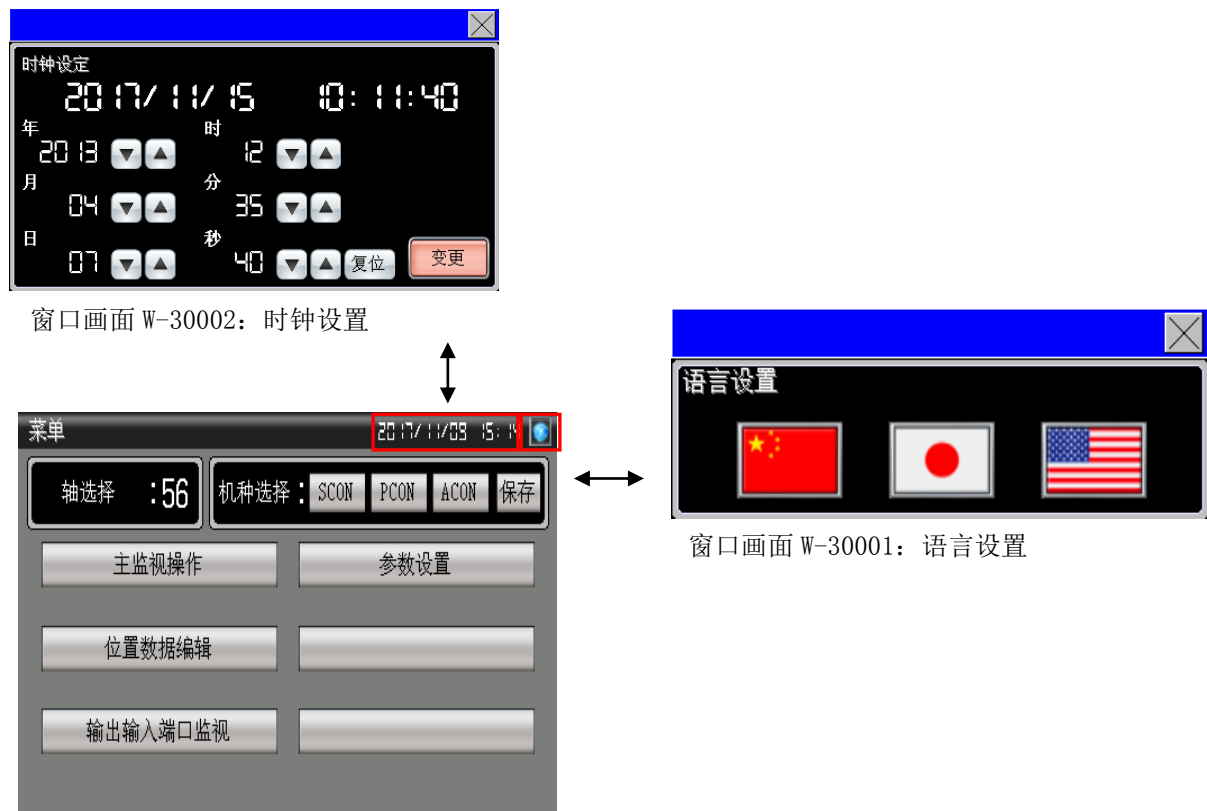 时钟设定
2017/11/15 10:11:40
年 2013 时 12
月 04 分 35
日 07 秒 40 复位 变更
窗口画面 W-30002：时钟设置
语言设置
窗口画面 W-30001：语言设置
菜单 2017/11/09 15:14
轴选择 :56 机种选择: SCON PCON ACON 保存
主监视操作 参数设置
位置数据编辑
输出输入端口监视